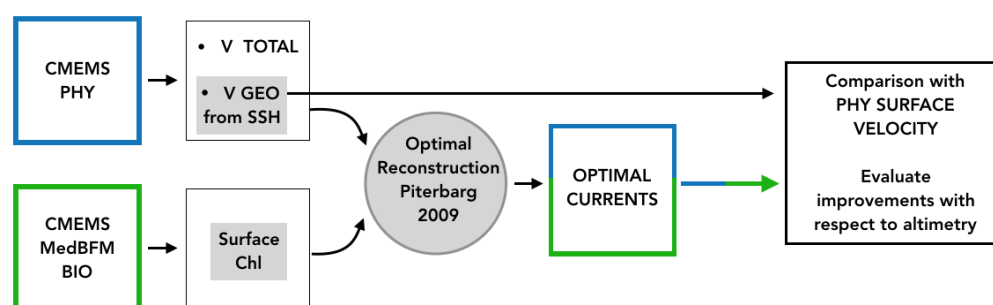 CMEMS
PHY
• V TOTAL
• V GEO
from SSH
CMEMS
MedBFM
BIO
Surface
Chl
Optimal
Reconstruction
Piterbarg
2009
OPTIMAL
CURRENTS
Comparison with
PHY SURFACE
VELOCITY
Evaluate
improvements with
respect to altimetry